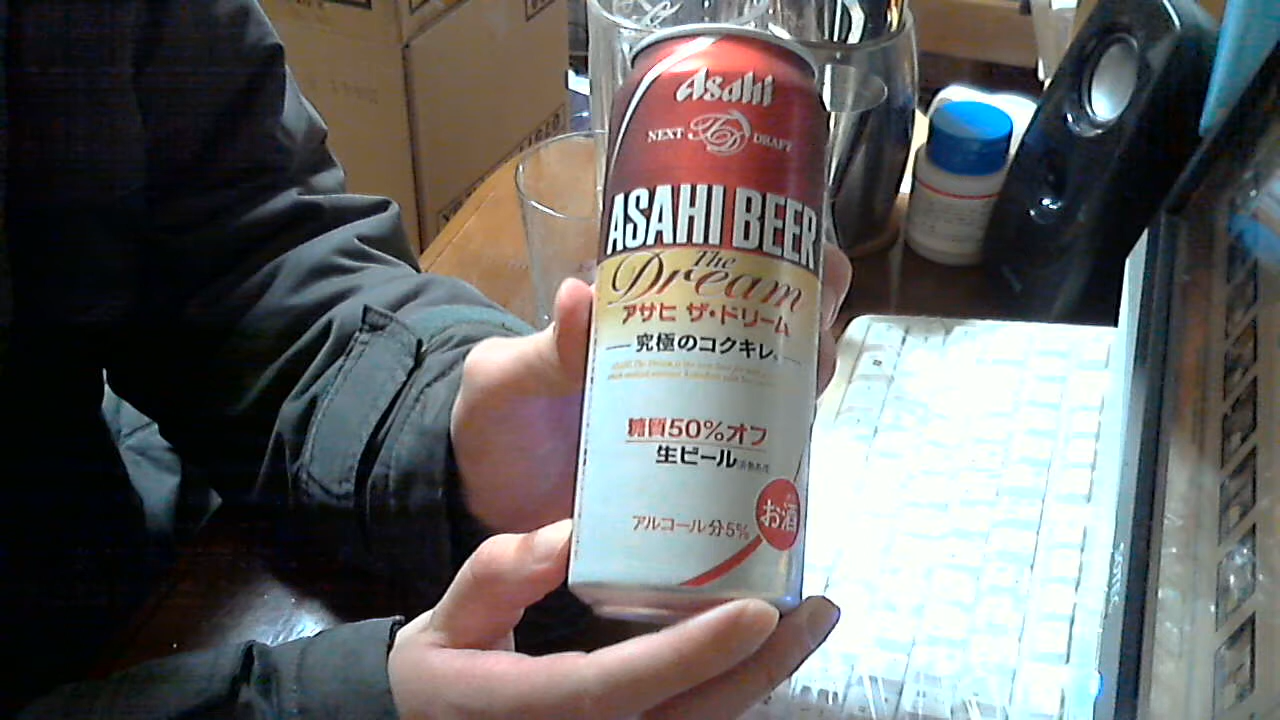 Asahi
NEXT TD DRAFT
ASAHI BEER
The
Dream
アサヒ ザ・ドリーム
究極のコクキレ。
糖質50%オフ
生ビール
お酒
アルコール分5%